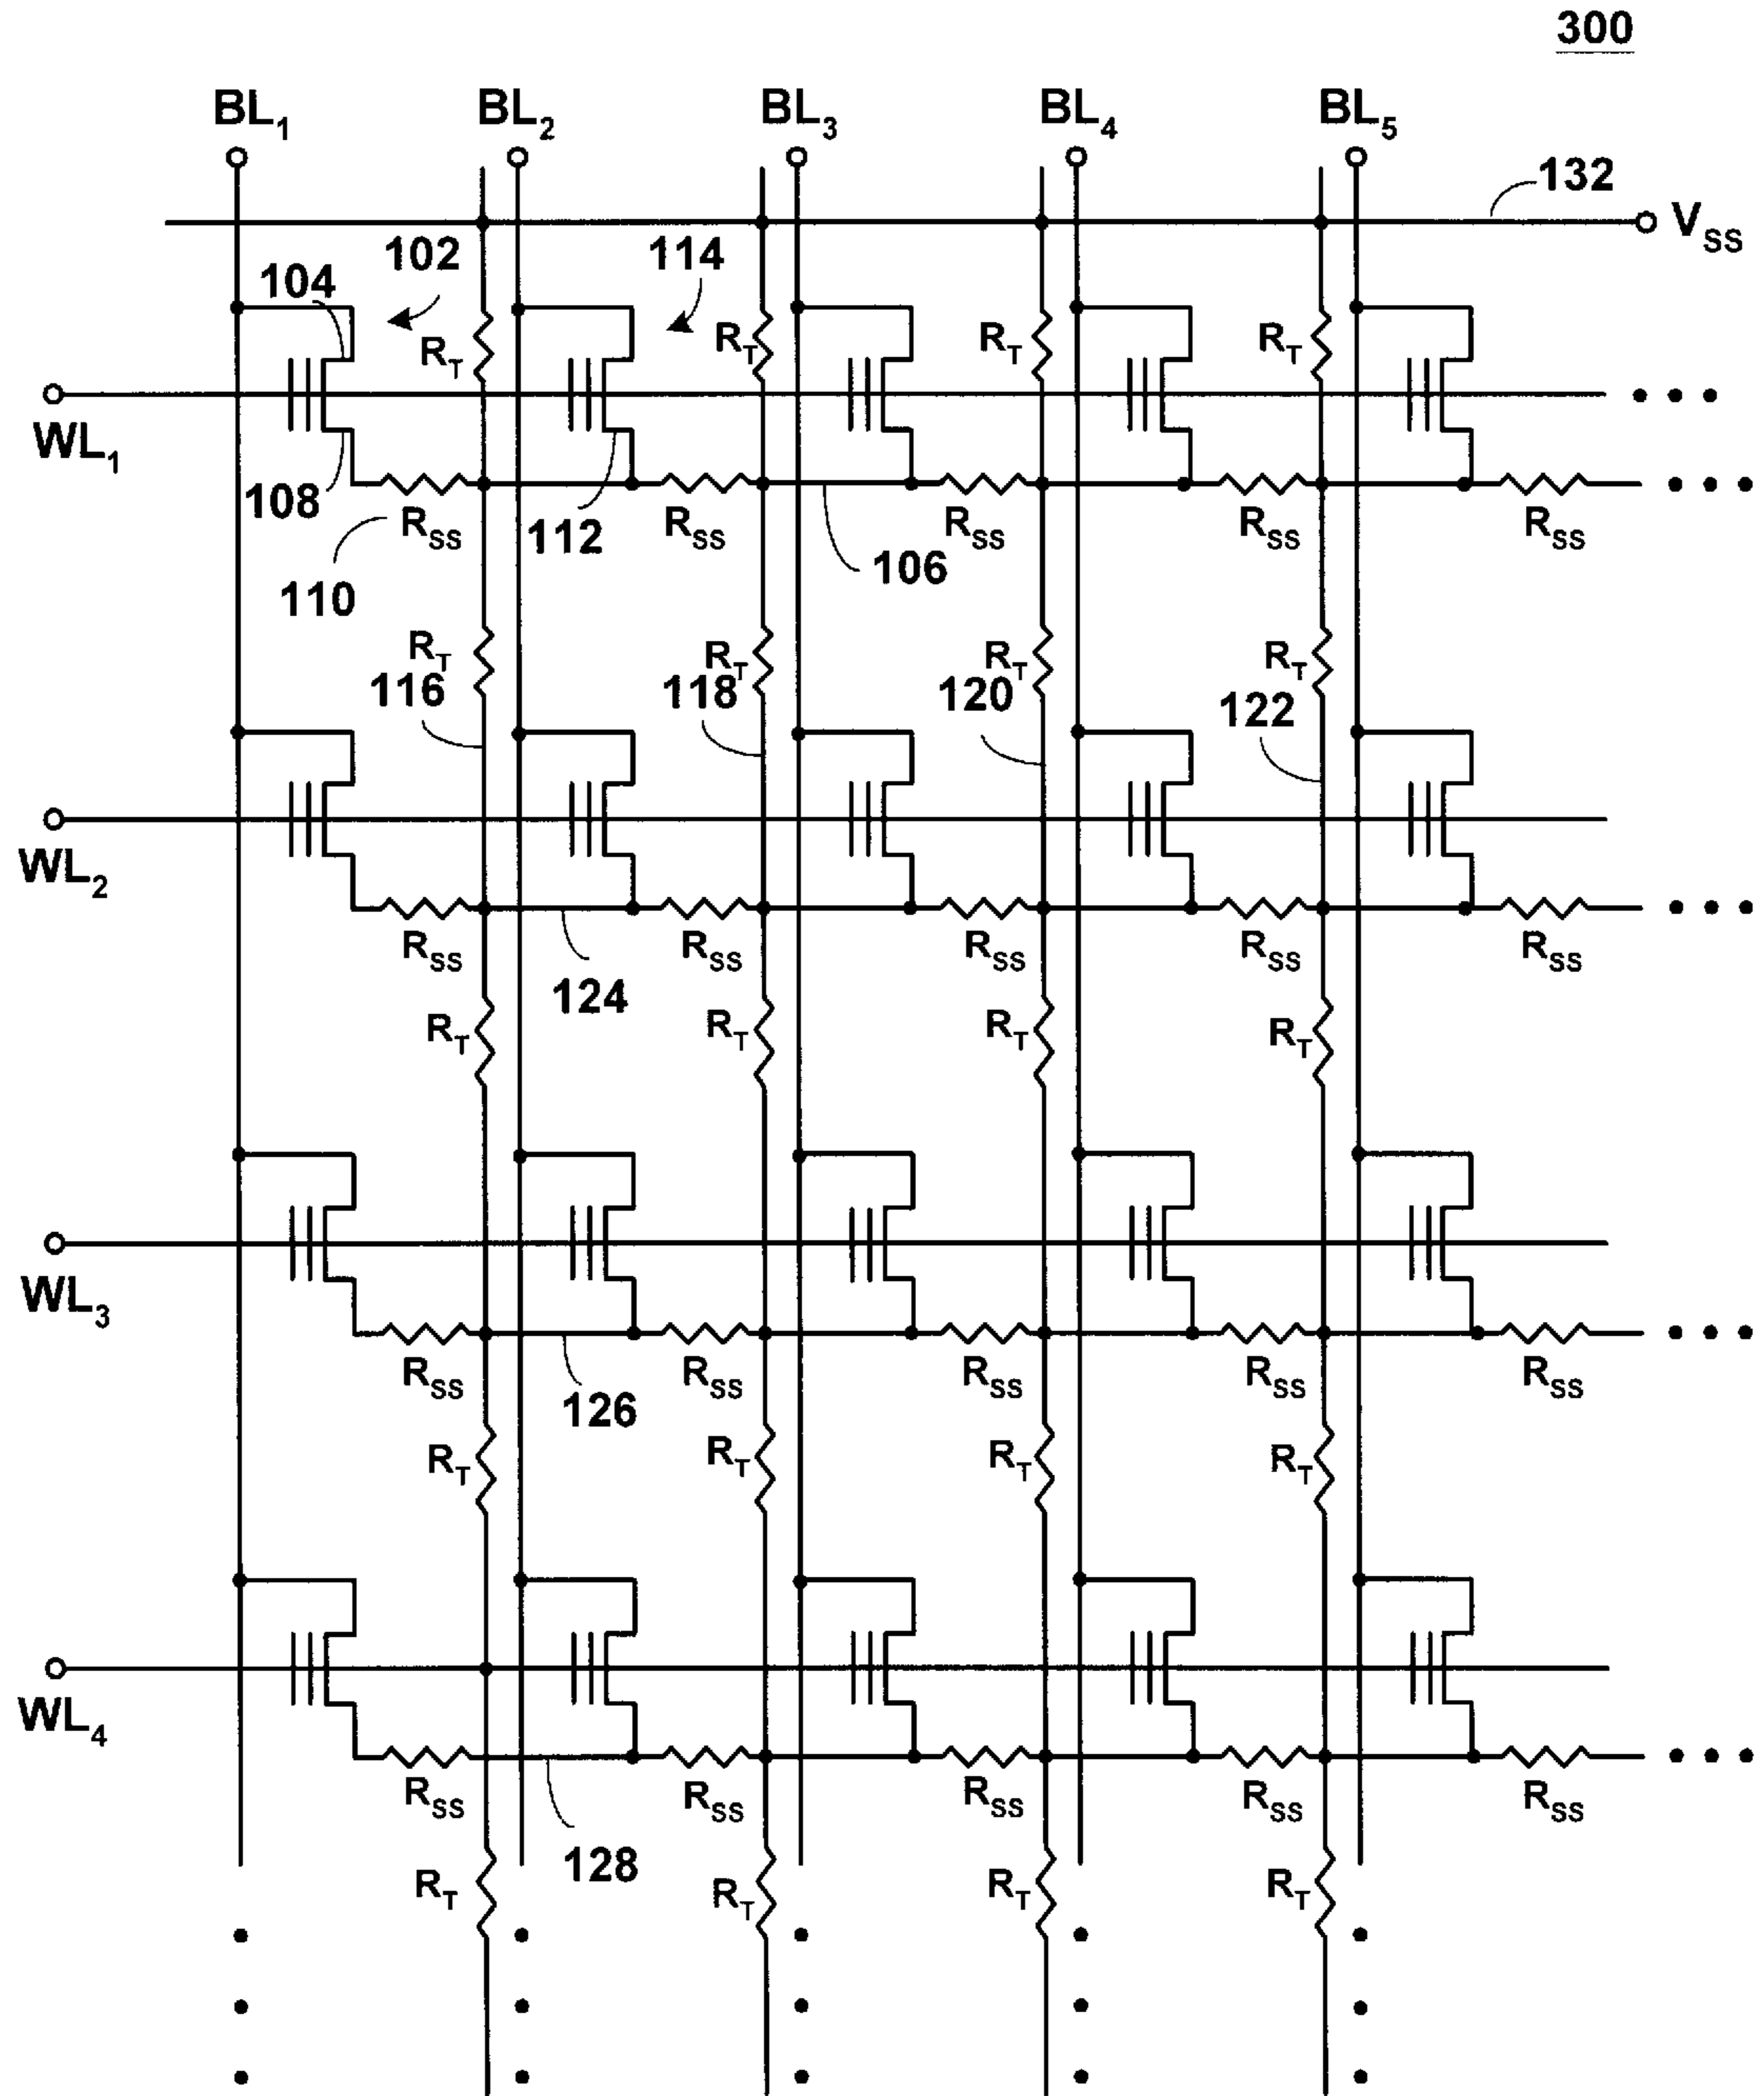 300
BL1 BL2 BL3 BL4 BL5
132
VSS
102 114
104
RT RT RT RT
WL1
108 RSS 112 RSS RSS RSS RSS
106
110
RT RT RT RT
116 118 120 122
WL2
RSS RSS RSS RSS RSS
124
RT RT RT RT
WL3
RSS RSS RSS RSS RSS
126
RT RT RT RT
WL4
RSS RSS RSS RSS RSS
128
RT RT RT RT